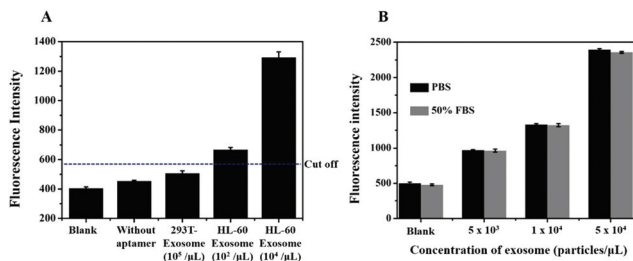 A
Fluorescence Intensity
1400
1200
1000
800
600
400
200
Cut off
Blank
Without aptamer
293T-Exosome (10⁵ /μL)
HL-60 Exosome (10² /μL)
HL-60 Exosome (10⁴ /μL)
B
Fluorescence intensity
2500
2000
1500
1000
500
0
PBS
50% FBS
Blank
5 x 10³
1 x 10⁴
5 x 10⁴
Concentration of exosome (particles/μL)